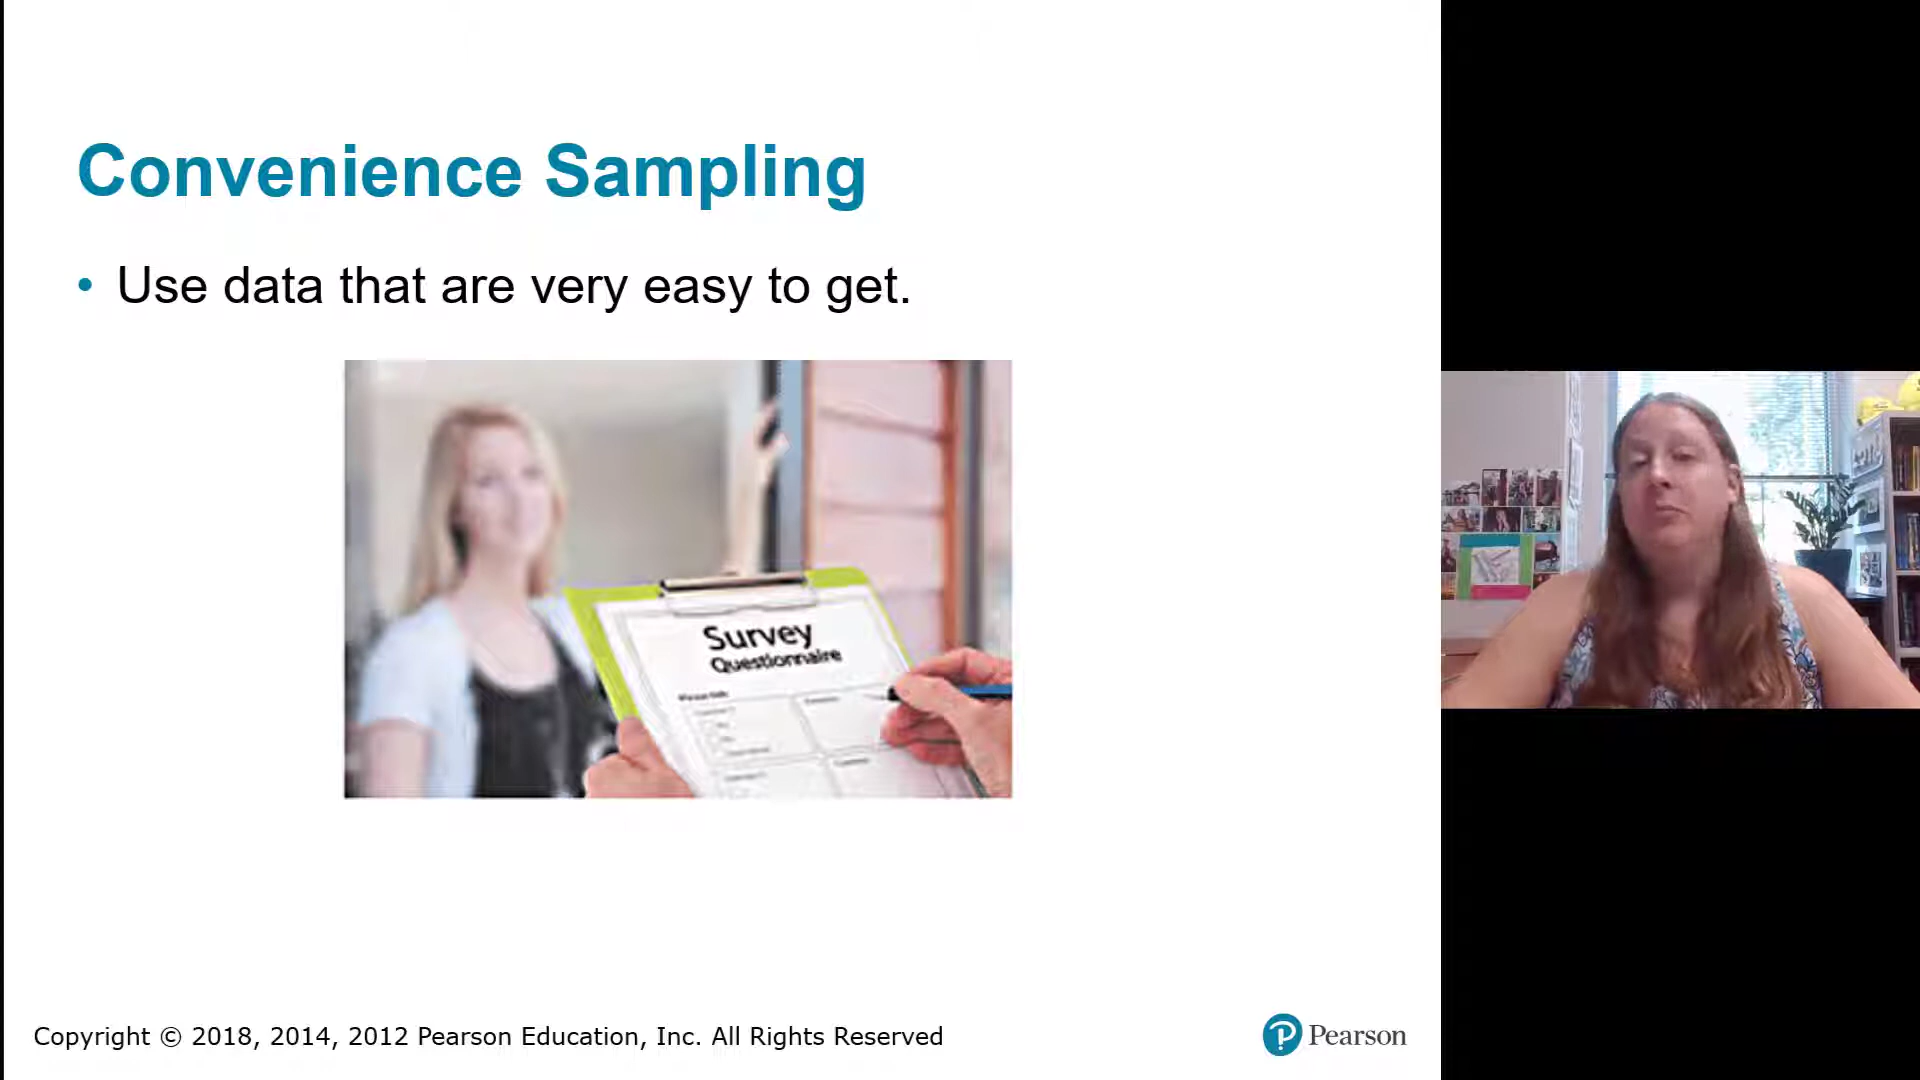 Convenience Sampling
• Use data that are very easy to get.
Survey
Questionnaire
Copyright © 2018, 2014, 2012 Pearson Education, Inc. All Rights Reserved
Pearson